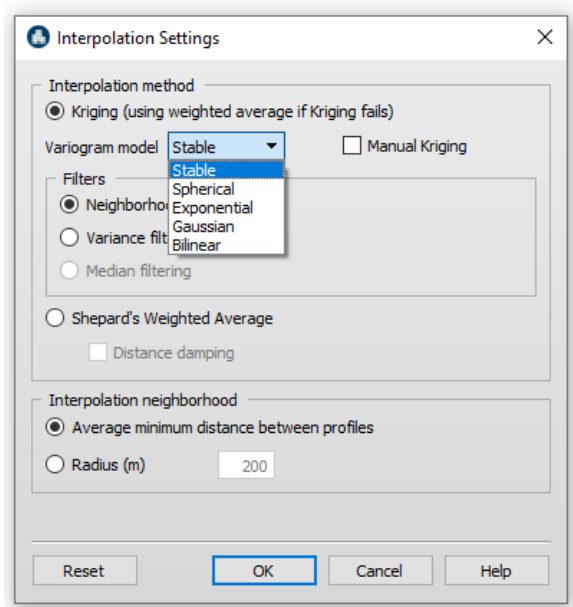 Interpolation Settings
Interpolation method
Kriging (using weighted average if Kriging fails)
Variogram model Stable Manual Kriging
Stable
Spherical
Exponential
Gaussian
Bilinear
Filters
Variance
Median filtering
Shepard's Weighted Average
Distance damping
Interpolation neighborhood
Average minimum distance between profiles
Radius (m) 200
Reset OK Cancel Help